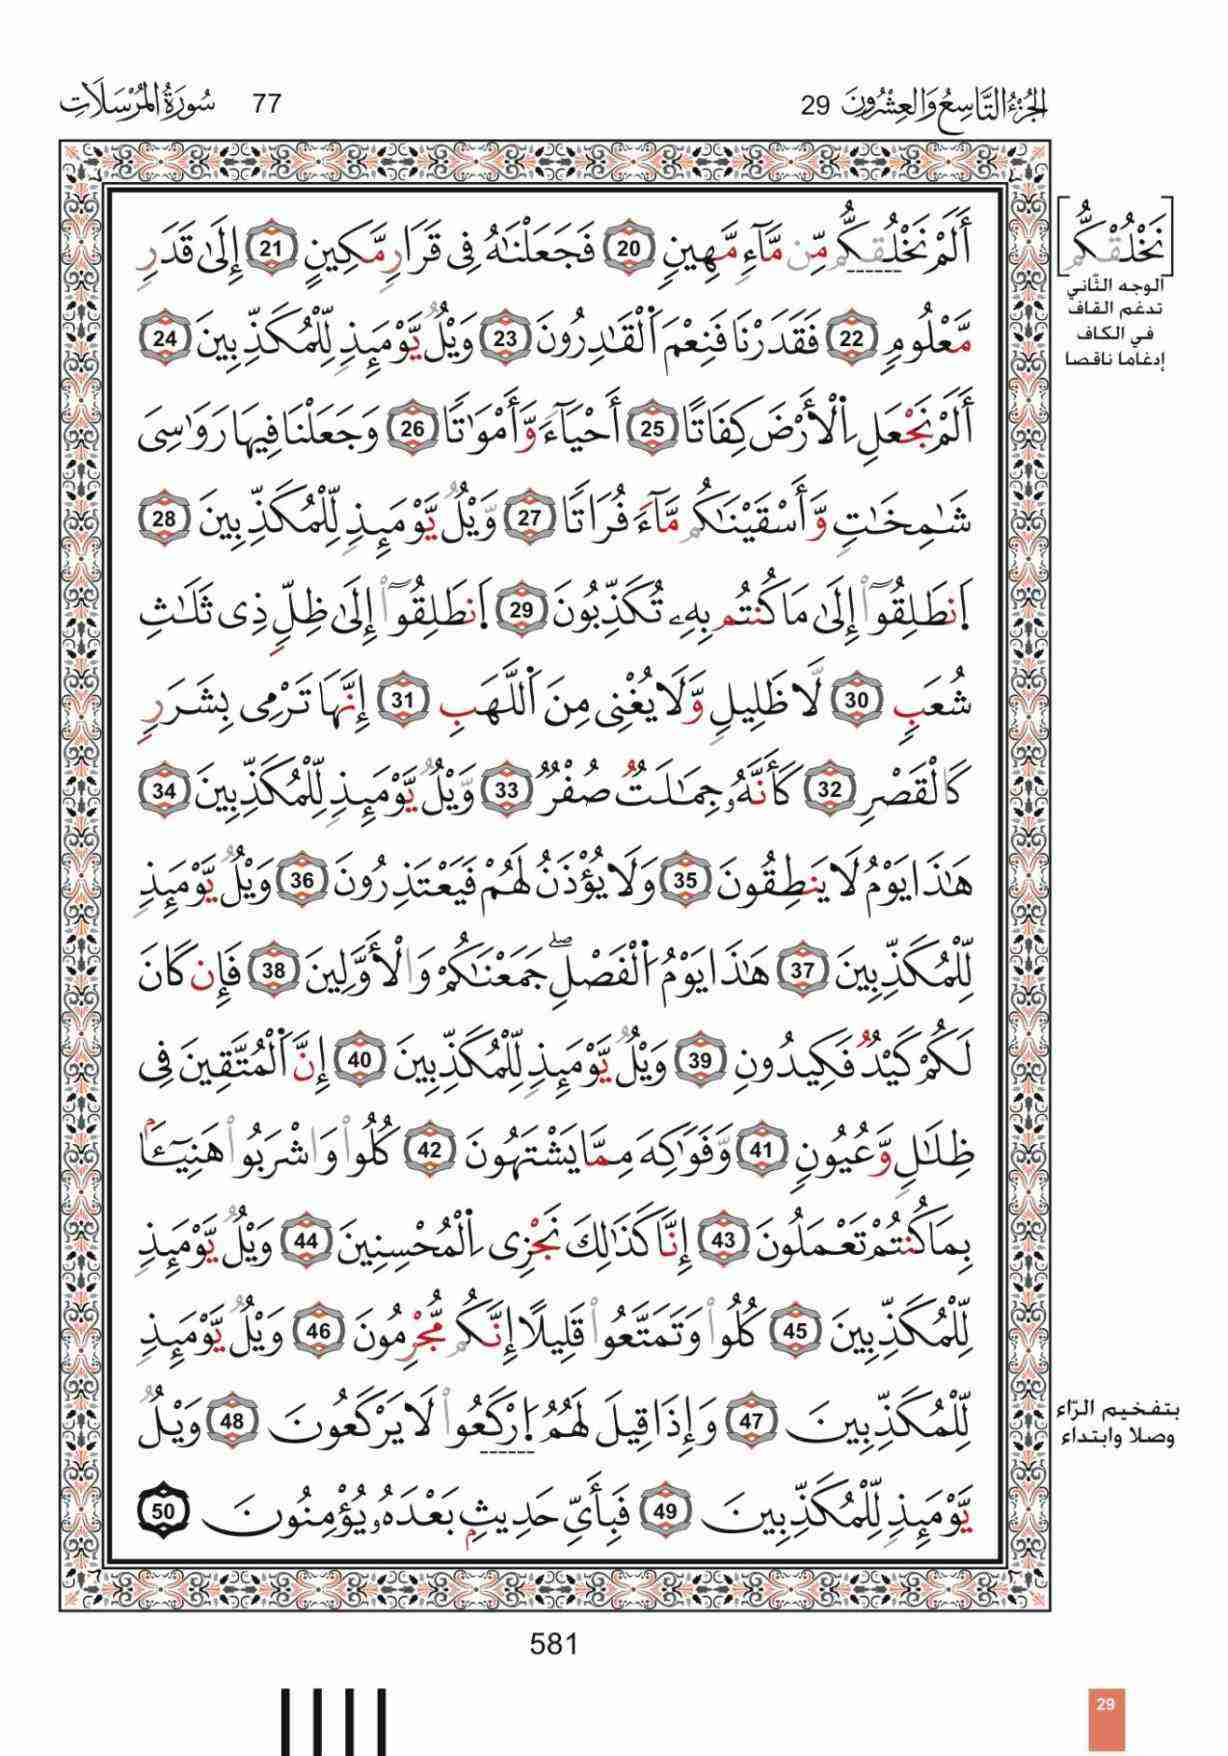 الجُزْءُ التَّاسِعُ وَالعِشْرُونَ 29
77 سُورَةُ المُرْسَلَاتِ
أَلَمْ نَخْلُقكُّم مِّن مَّآءٍ مَّهِينٍ 20 فَجَعَلْنَٰهُ فِى قَرَارٍ مَّكِينٍ 21 إِلَىٰ قَدَرٍ
مَّعْلُومٍ 22 فَقَدَرْنَا فَنِعْمَ ٱلْقَٰدِرُونَ 23 وَيْلٌ يَوْمَئِذٍ لِّلْمُكَذِّبِينَ 24
أَلَمْ نَجْعَلِ ٱلْأَرْضَ كِفَاتًا 25 أَحْيَآءً وَأَمْوَٰتًا 26 وَجَعَلْنَا فِيهَا رَوَٰسِىَ
شَٰمِخَٰتٍ وَأَسْقَيْنَٰكُم مَّآءً فُرَاتًا 27 وَيْلٌ يَوْمَئِذٍ لِّلْمُكَذِّبِينَ 28
ٱنطَلِقُوٓا۟ إِلَىٰ مَا كُنتُم بِهِۦ تُكَذِّبُونَ 29 ٱنطَلِقُوٓا۟ إِلَىٰ ظِلٍّ ذِى ثَلَٰثِ
شُعَبٍ 30 لَّا ظَلِيلٍ وَلَا يُغْنِى مِنَ ٱللَّهَبِ 31 إِنَّهَا تَرْمِى بِشَرَرٍ
كَٱلْقَصْرِ 32 كَأَنَّهُۥ جِمَٰلَتٌ صُفْرٌ 33 وَيْلٌ يَوْمَئِذٍ لِّلْمُكَذِّبِينَ 34
هَٰذَا يَوْمُ لَا يَنطِقُونَ 35 وَلَا يُؤْذَنُ لَهُمْ فَيَعْتَذِرُونَ 36 وَيْلٌ يَوْمَئِذٍ
لِّلْمُكَذِّبِينَ 37 هَٰذَا يَوْمُ ٱلْفَصْلِ ۖ جَمَعْنَٰكُمْ وَٱلْأَوَّلِينَ 38 فَإِن كَانَ
لَكُمْ كَيْدٌ فَكِيدُونِ 39 وَيْلٌ يَوْمَئِذٍ لِّلْمُكَذِّبِينَ 40 إِنَّ ٱلْمُتَّقِينَ فِى
ظِلَٰلٍ وَعُيُونٍ 41 وَفَوَٰكِهَ مِمَّا يَشْتَهُونَ 42 كُلُوا۟ وَٱشْرَبُوا۟ هَنِيٓـًٔۢا
بِمَا كُنتُمْ تَعْمَلُونَ 43 إِنَّا كَذَٰلِكَ نَجْزِى ٱلْمُحْسِنِينَ 44 وَيْلٌ يَوْمَئِذٍ
لِّلْمُكَذِّبِينَ 45 كُلُوا۟ وَتَمَتَّعُوا۟ قَلِيلًا إِنَّكُم مُّجْرِمُونَ 46 وَيْلٌ يَوْمَئِذٍ
لِّلْمُكَذِّبِينَ 47 وَإِذَا قِيلَ لَهُمُ ٱرْكَعُوا۟ لَا يَرْكَعُونَ 48 وَيْلٌ
يَوْمَئِذٍ لِّلْمُكَذِّبِينَ 49 فَبِأَىِّ حَدِيثٍۭ بَعْدَهُۥ يُؤْمِنُونَ 50
[نَخْلُقْكُّم]
الوجه الثّاني
تدغم القاف
في الكاف
إدغاما ناقصا
بتفخيم الرّاء
وصلا وابتداء
581
29